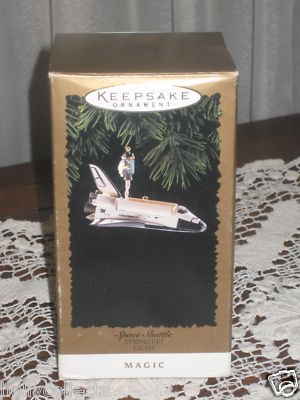 KEEPSAKE
ORNAMENT
Space Shuttle
STRINGER/
LIGHT
MAGIC